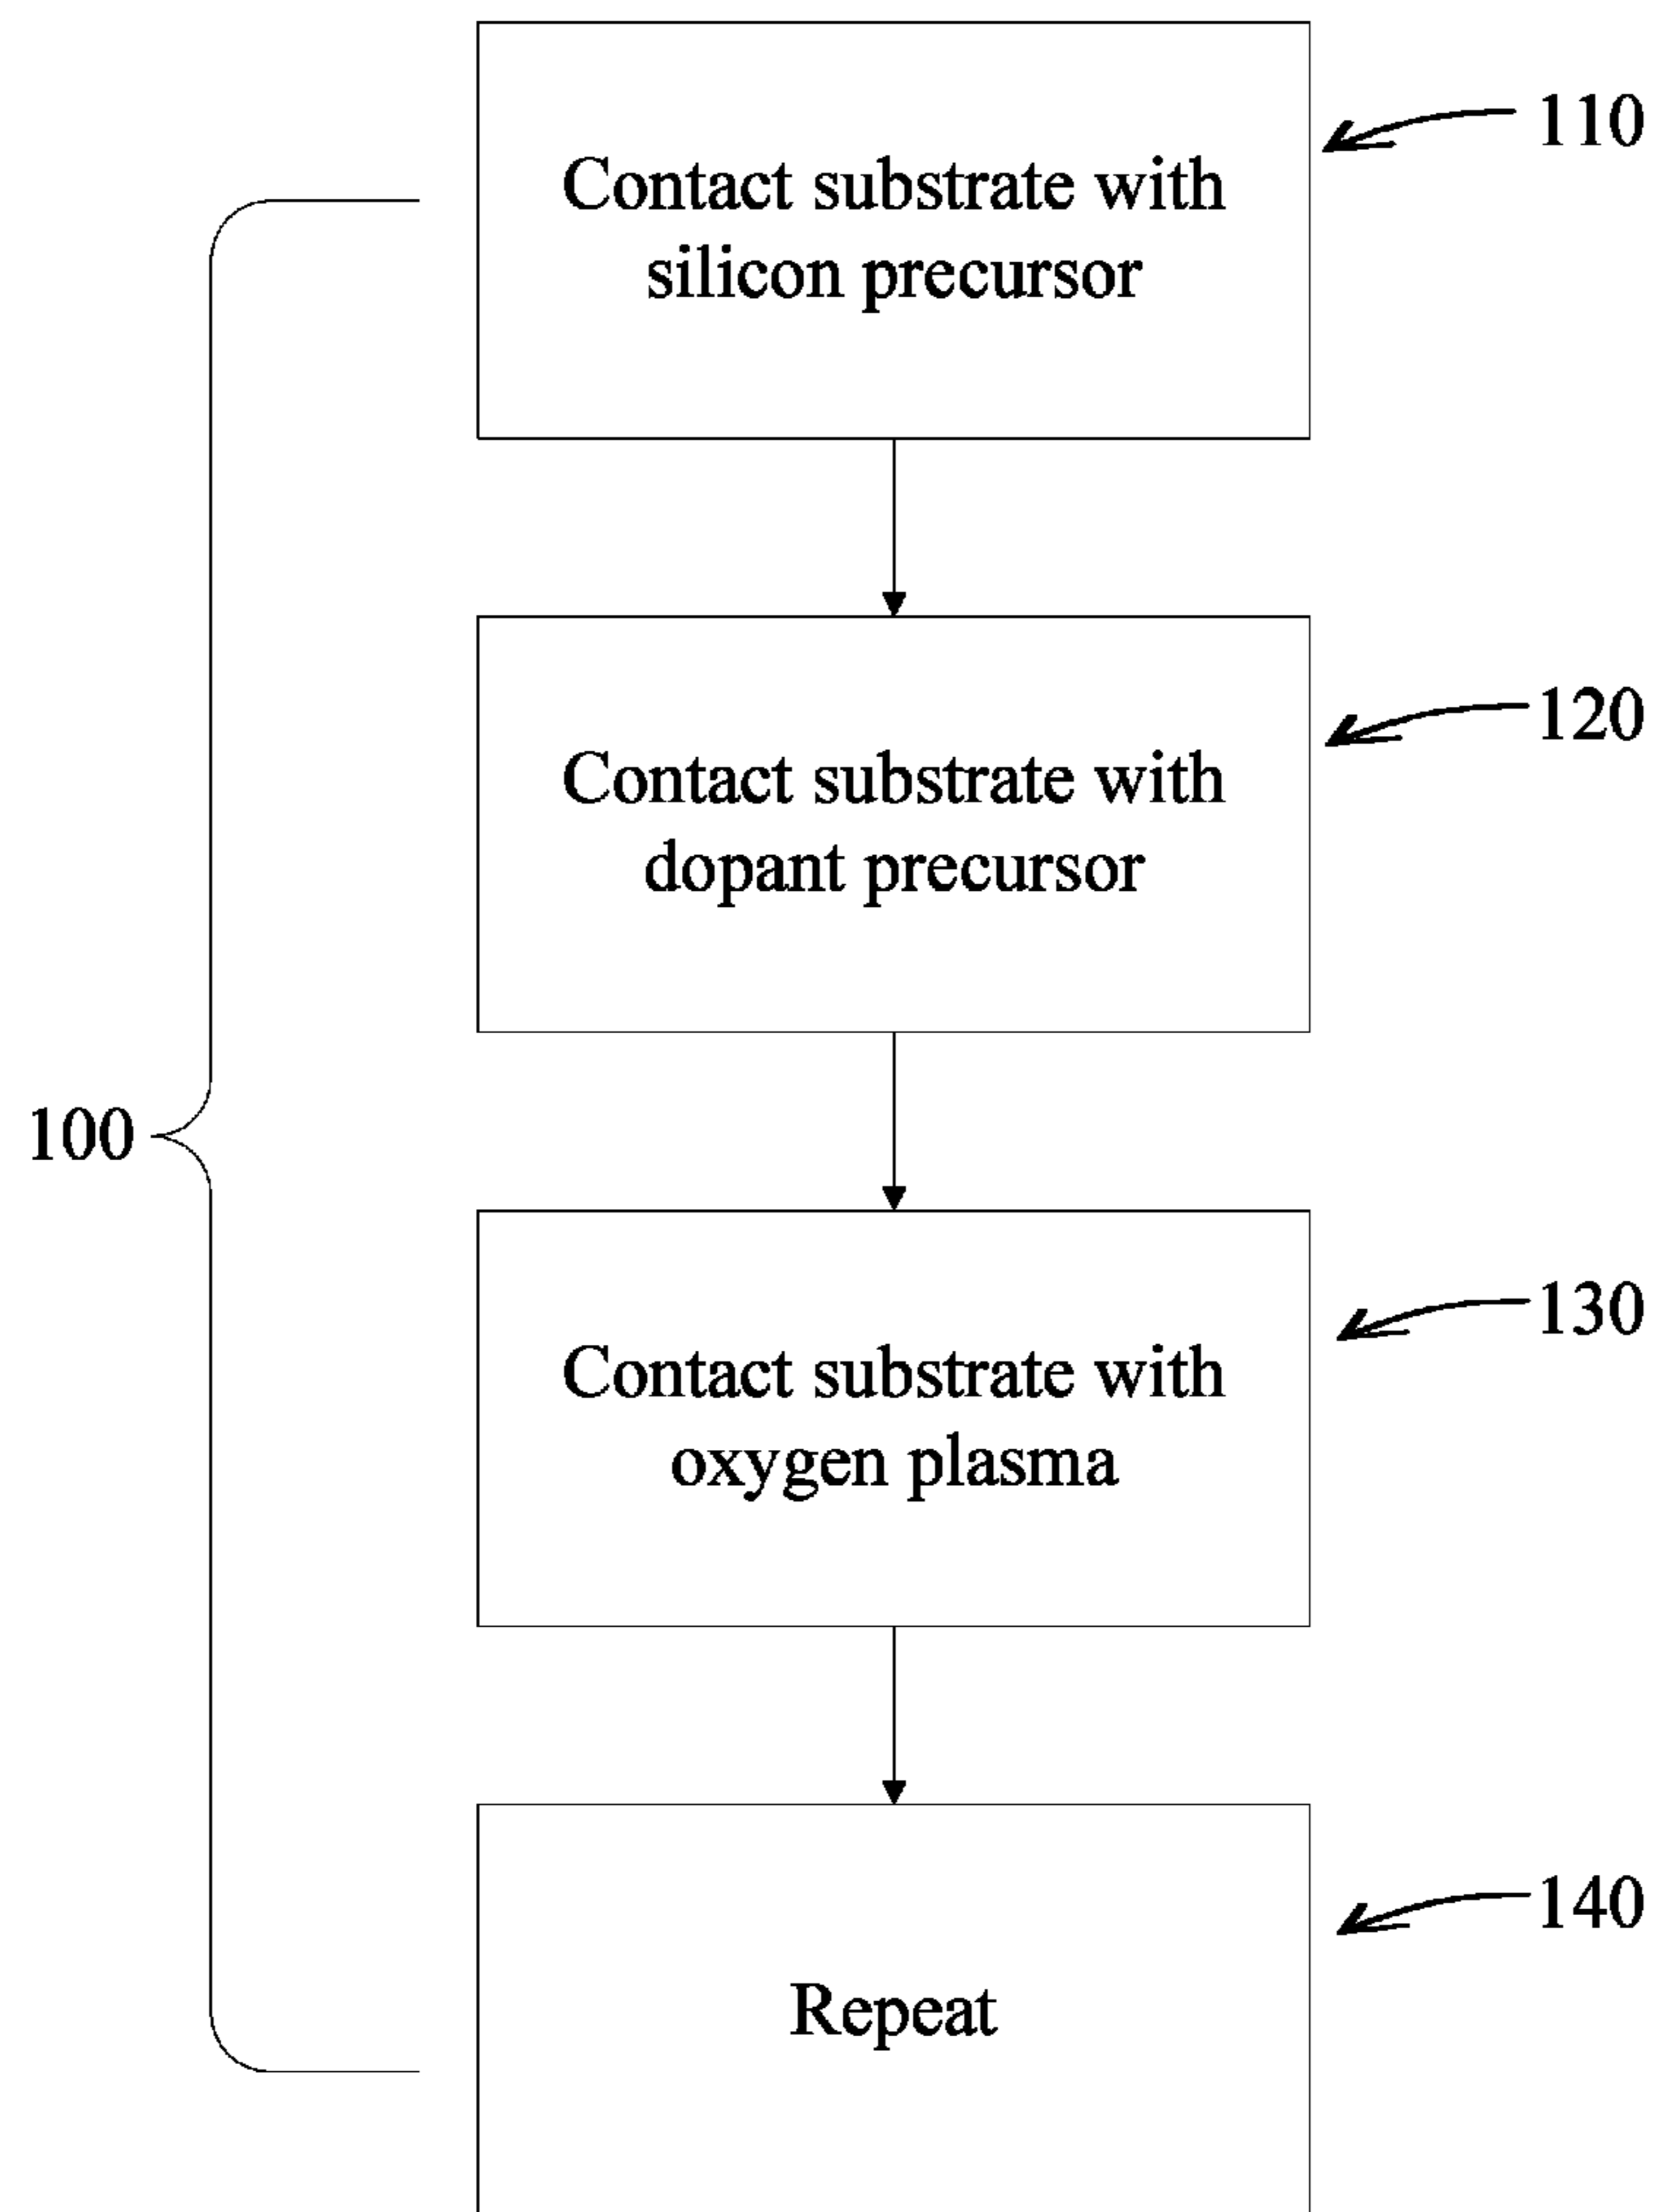 110
Contact substrate with
silicon precursor
120
Contact substrate with
dopant precursor
100
130
Contact substrate with
oxygen plasma
140
Repeat